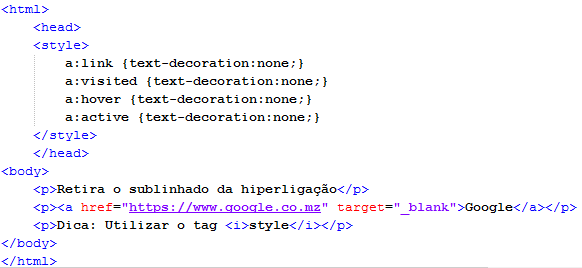 <html>
<head>
<style>
a:link {text-decoration:none;}
a:visited {text-decoration:none;}
a:hover {text-decoration:none;}
a:active {text-decoration:none;}
</style>
</head>
<body>
<p>Retira o sublinhado da hiperligação</p>
<p><a href="https://www.google.co.mz" target="_blank">Google</a></p>
<p>Dica: Utilizar o tag <i>style</i></p>
</body>
</html>